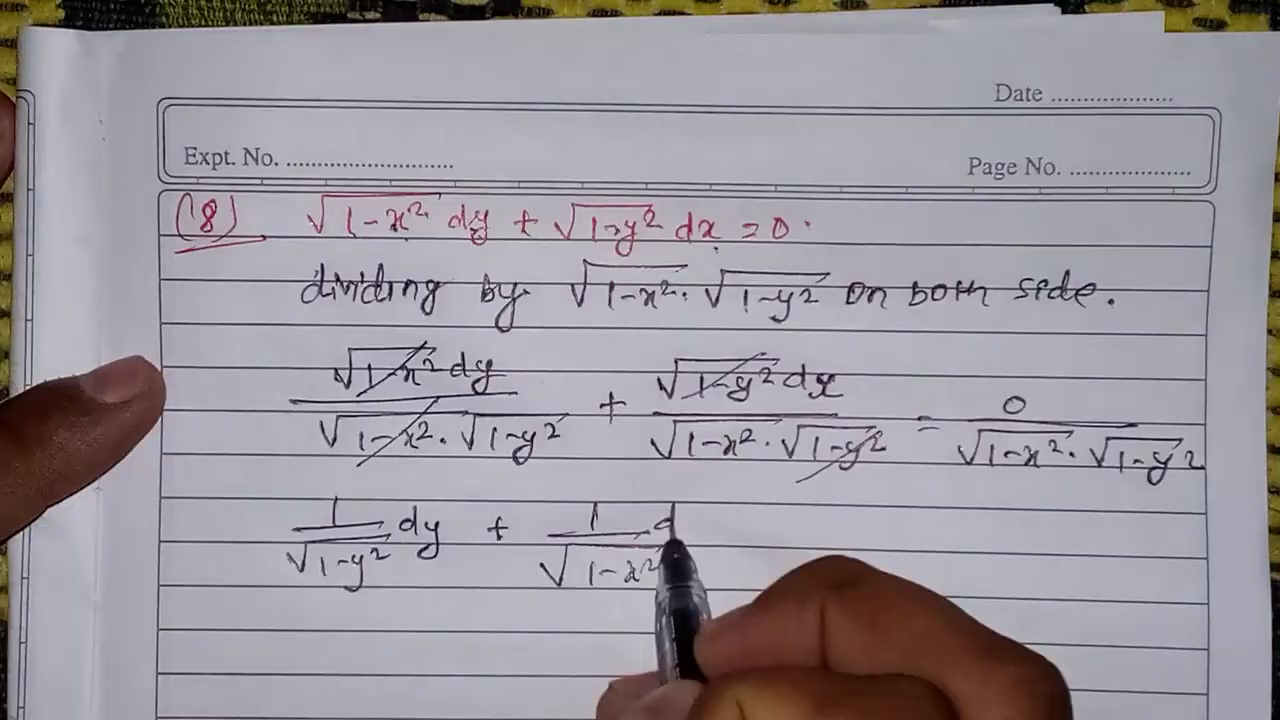 Date ....................
Expt. No. ..........................
Page No. ....................
(18) √1-x² dy + √1-y² dx = 0.
dividing by √1-x² · √1-y² on both side.
√1-x² dy / √1-x² · √1-y² + √1-y² dx / √1-x² · √1-y² = 0 / √1-x² · √1-y²
1 / √1-y² dy + 1 / √1-x² d